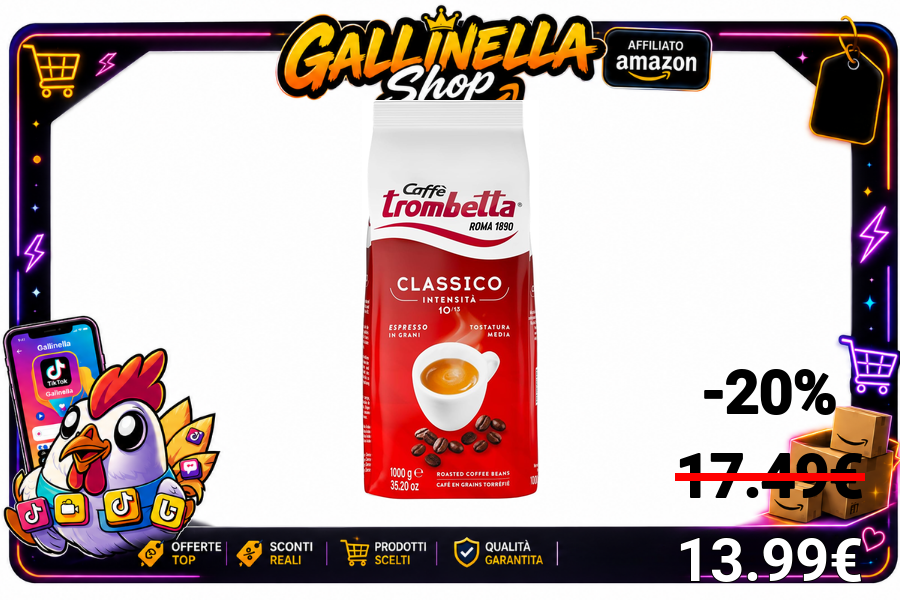 GALLINELLA
Shop
AFFILIATO
amazon
Caffè
trombetta®
ROMA 1890
CLASSICO
INTENSITÀ
10/13
ESPRESSO
IN GRANI
TOSTATURA
MEDIA
1000 g ℮
35.20 oz
ROASTED COFFEE BEANS
CAFÉ EN GRAINS TORRÉFIÉ
Gallinella
TikTok
Gallinella
-20%
17.49€
13.99€
OFFERTE
TOP
SCONTI
REALI
PRODOTTI
SCELTI
QUALITÀ
GARANTITA